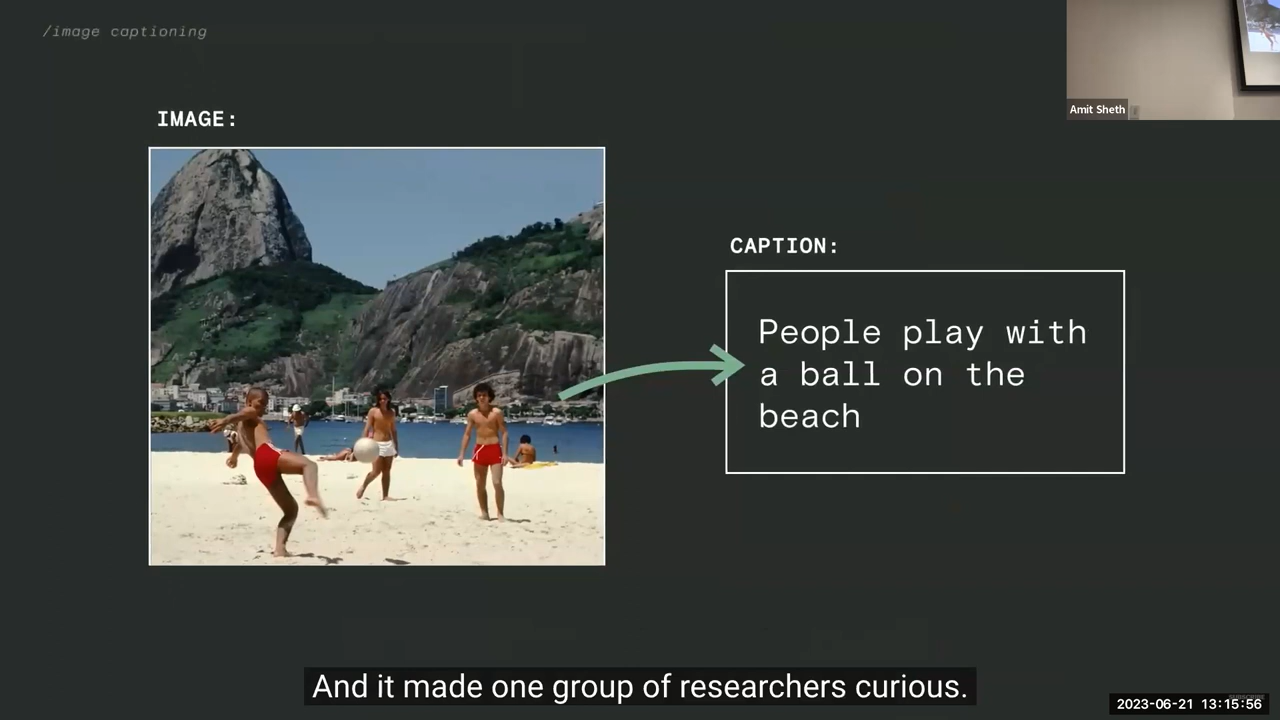 /image captioning
Amit Sheth
IMAGE:
CAPTION:
People play with
a ball on the
beach
And it made one group of researchers curious.
SUBSCRIBE
2023-06-21 13:15:56